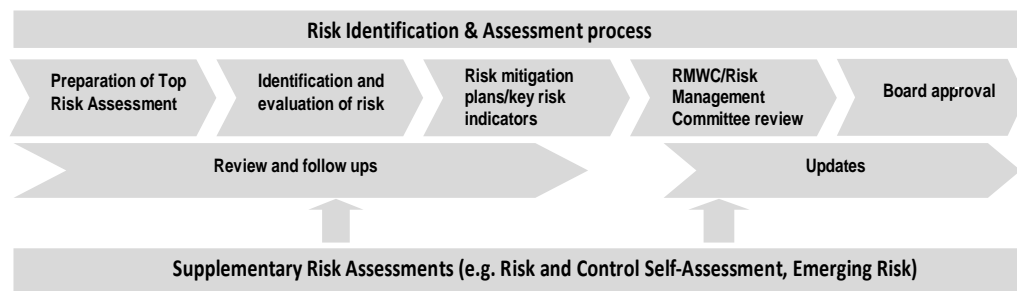 Risk Identification & Assessment process
Preparation of Top
Risk Assessment
Identification and
evaluation of risk
Risk mitigation
plans/key risk
indicators
RMWC/Risk
Management
Committee review
Board approval
Review and follow ups
Updates
Supplementary Risk Assessments (e.g. Risk and Control Self-Assessment, Emerging Risk)